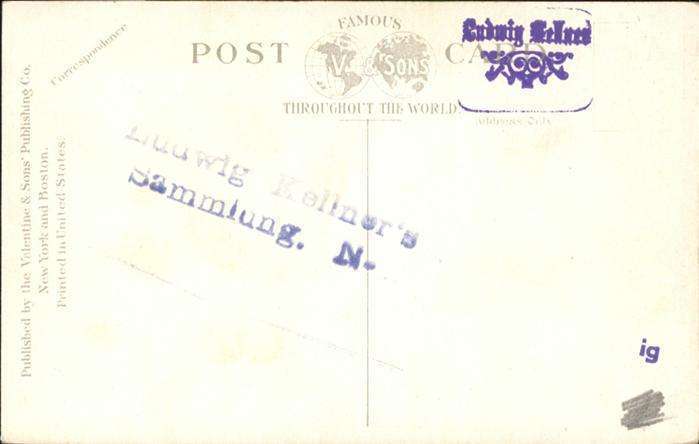 Published by the Valentine & Sons' Publishing Co.
New York and Boston.
Printed in United States.
Correspondence
FAMOUS
POST CARD
V. & SONS
THROUGHOUT THE WORLD.
Address Only
Ludwig
Ludwig Kellner's
Sammlung. N-
ig